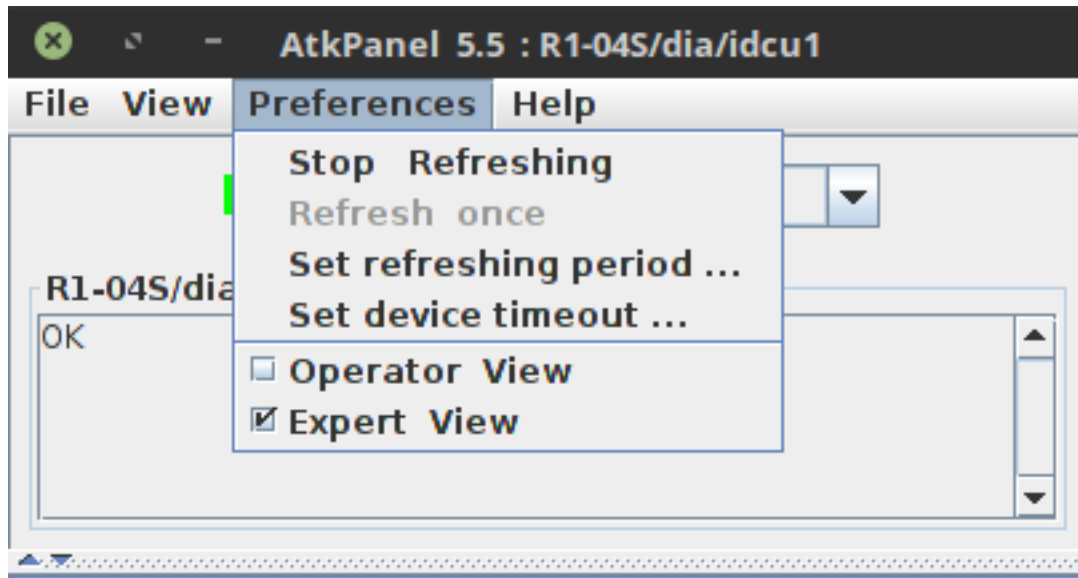 AtkPanel 5.5 : R1-04S/dia/idcu1
File View Preferences Help
Stop Refreshing
Refresh once
Set refreshing period ...
Set device timeout ...
Operator View
Expert View
R1-04S/dia
OK